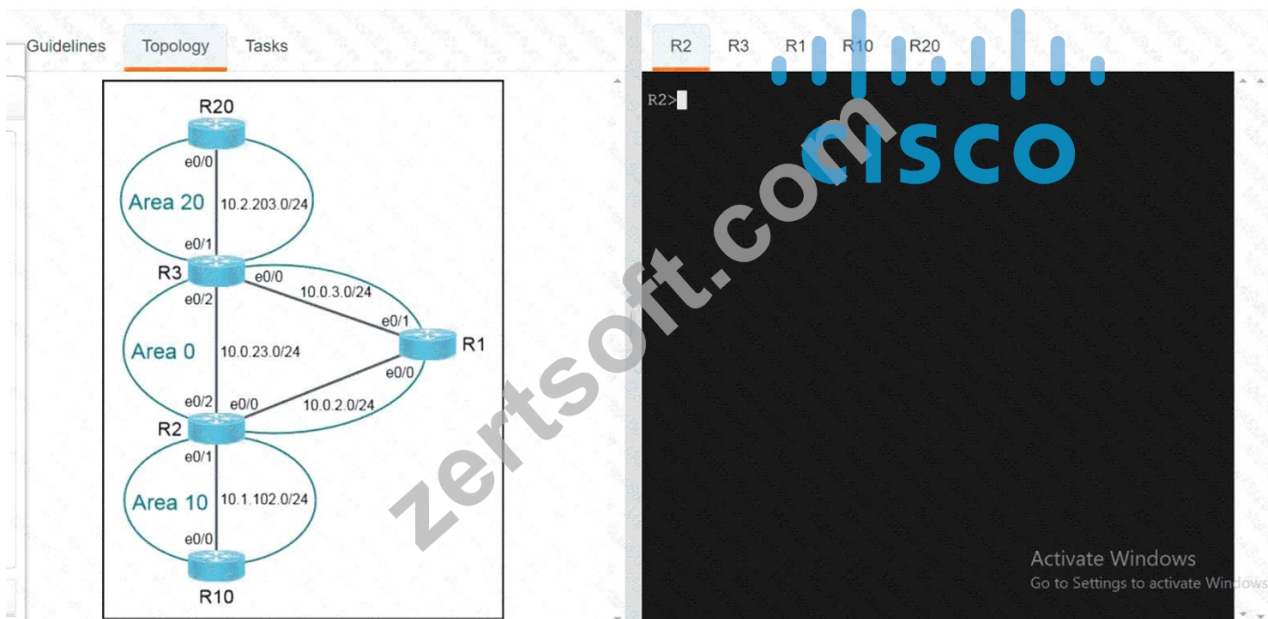 Guidelines Topology Tasks
R20
e0/0
Area 20
10.2.203.0/24
e0/1
R3
e0/0
10.0.3.0/24
e0/2
e0/1
Area 0
10.0.23.0/24
R1
e0/0
e0/2
e0/0
10.0.2.0/24
R2
e0/1
Area 10
10.1.102.0/24
e0/0
R10
R2 R3 R1 R10 R20
R2>
CISCO
zertsoft.com
Activate Windows
Go to Settings to activate Windows